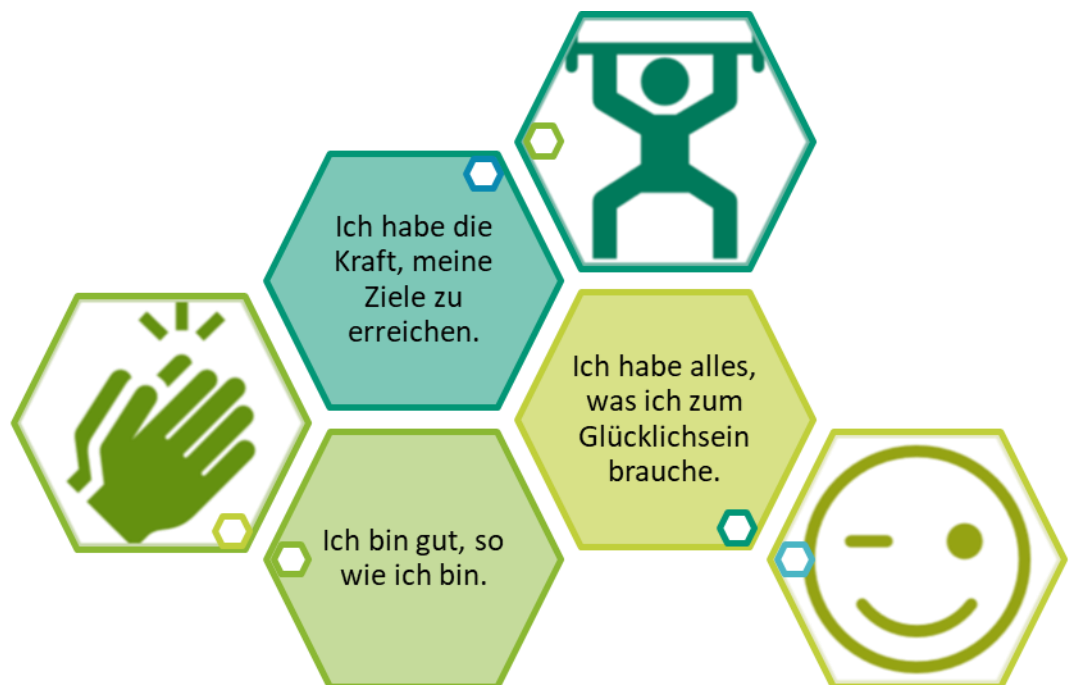 Ich habe die
Kraft, meine
Ziele zu
erreichen.
Ich habe alles,
was ich zum
Glücklichsein
brauche.
Ich bin gut, so
wie ich bin.